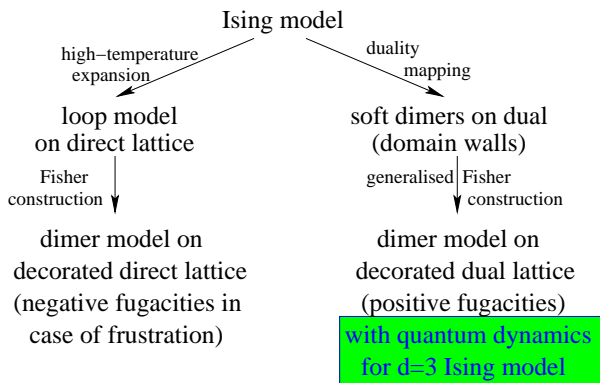 Ising model
high−temperature
expansion
duality
mapping
loop model
on direct lattice
soft dimers on dual
(domain walls)
Fisher
construction
generalised Fisher
construction
dimer model on
decorated direct lattice
(negative fugacities in
case of frustration)
dimer model on
decorated dual lattice
(positive fugacities)
with quantum dynamics
for d=3 Ising model